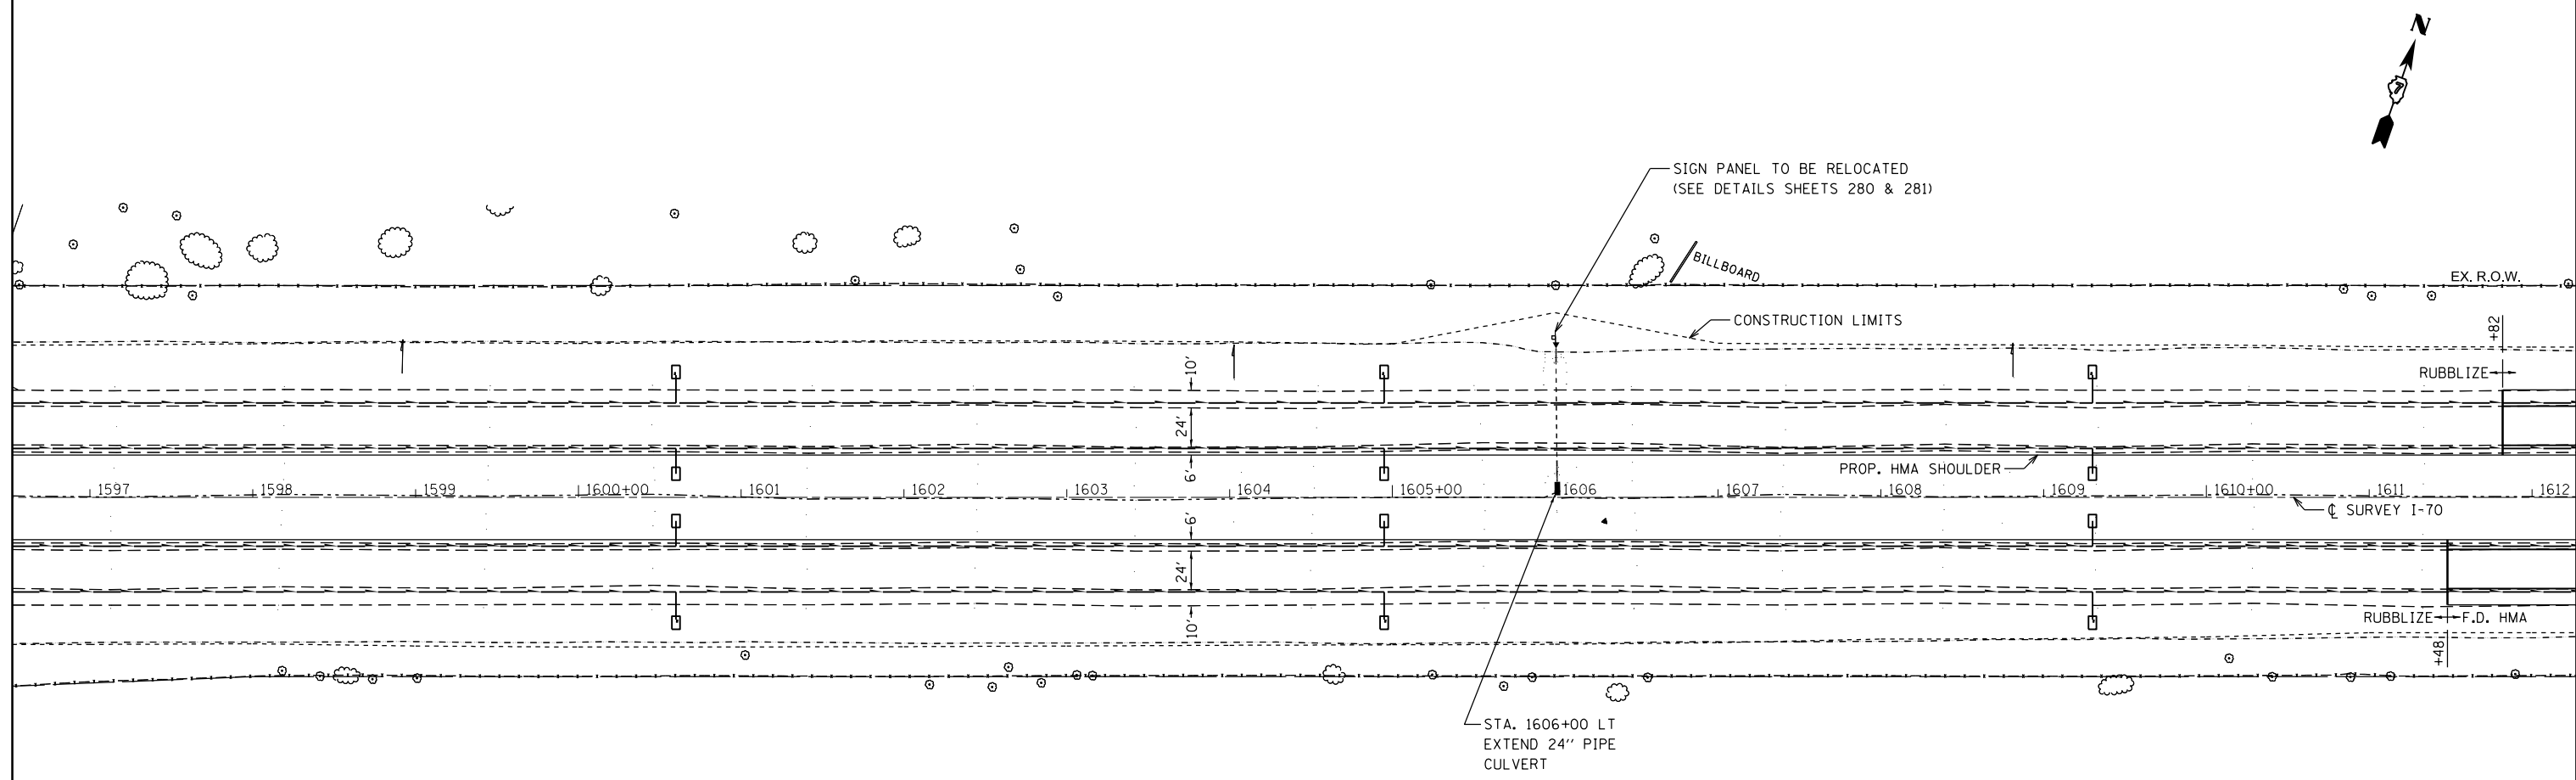 N
7
SIGN PANEL TO BE RELOCATED
(SEE DETAILS SHEETS 280 & 281)
BILLBOARD
EX. R.O.W.
CONSTRUCTION LIMITS
+82
RUBBLIZE
10'
24'
6'
PROP. HMA SHOULDER
1597
1598
1599
1600+00
1601
1602
1603
1604
1605+00
1606
1607
1608
1609
1610+00
1611
1612
℄ SURVEY I-70
6'
24'
10'
RUBBLIZE
F.D. HMA
+48
STA. 1606+00 LT
EXTEND 24" PIPE
CULVERT